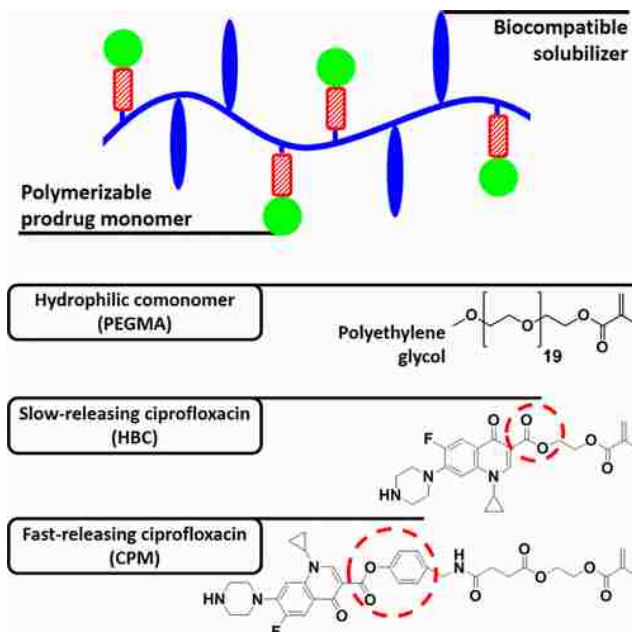 Biocompatible
solubilizer
Polymerizable
prodrug monomer
Hydrophilic comonomer
(PEGMA)
Polyethylene
glycol
O
O
O
O
19
Slow-releasing ciprofloxacin
(HBC)
O
O
F
O
O
O
N
N
HN
Fast-releasing ciprofloxacin
(CPM)
N
O
H
N
O
O
O
HN
N
O
O
O
O
F